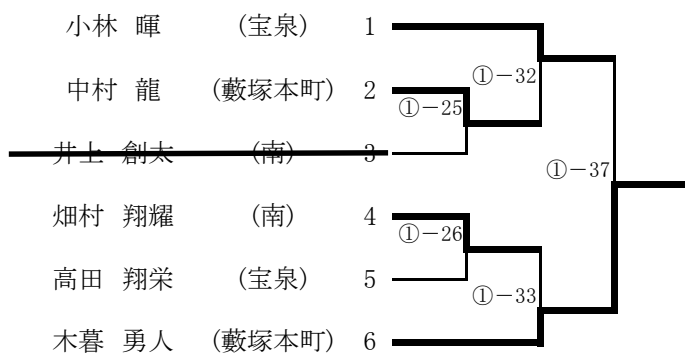 小林 暉 (宝泉) 1
中村 龍 (藪塚本町) 2
①-32
①-25
井上 創太 (南) 3
①-37
畑村 翔耀 (南) 4
①-26
高田 翔栄 (宝泉) 5
①-33
木暮 勇人 (藪塚本町) 6